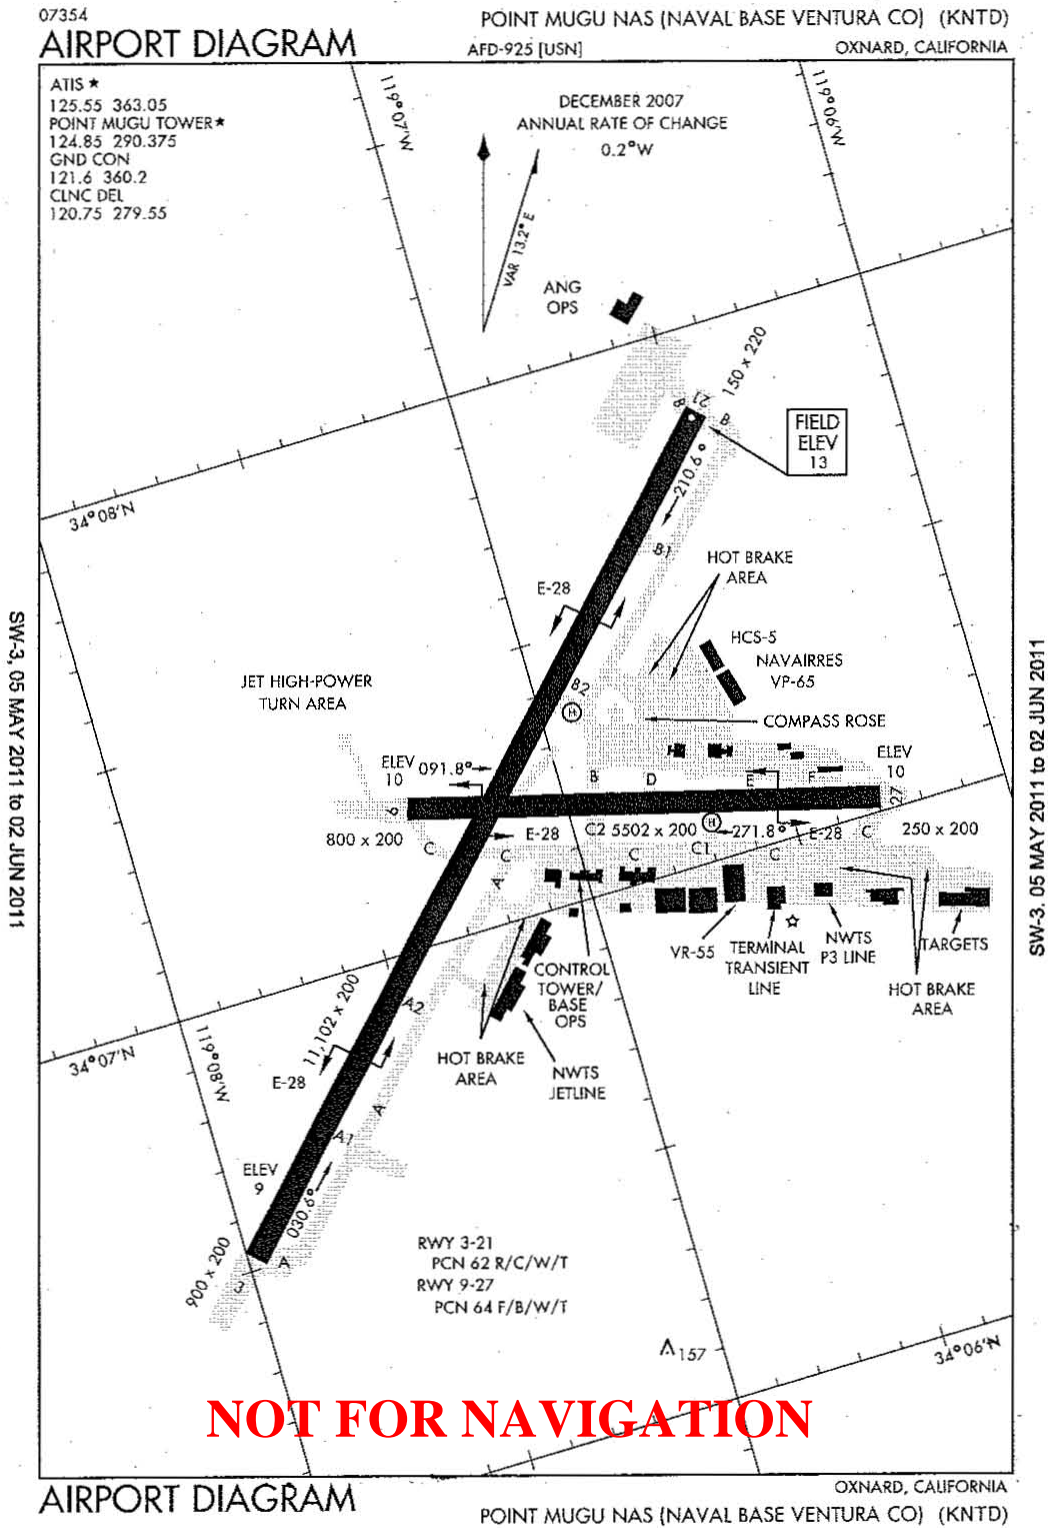 07354
AIRPORT DIAGRAM
AFD-925 [USN]
POINT MUGU NAS (NAVAL BASE VENTURA CO) (KNTD)
OXNARD, CALIFORNIA
ATIS ★
125.55 363.05
POINT MUGU TOWER★
124.85 290.375
GND CON
121.6 360.2
CLNC DEL
120.75 279.55
119°07'W
DECEMBER 2007
ANNUAL RATE OF CHANGE
0.2°W
119°06'W
VAR 13.2° E
ANG
OPS
150 x 220
21
B
B
FIELD
ELEV
13
210.6°
34°08'N
B1
HOT BRAKE
AREA
E-28
HCS-5
NAVAIRRES
VP-65
JET HIGH-POWER
TURN AREA
B2
H
COMPASS ROSE
ELEV
10
091.8°
B
D
E
F
ELEV
10
9
27
800 x 200
C
C
E-28
C2
5502 x 200
H
271.8°
E-28
C
250 x 200
C
C1
C
A
VR-55
TERMINAL
TRANSIENT
LINE
NWTS
P3 LINE
TARGETS
HOT BRAKE
AREA
CONTROL
TOWER/
BASE
OPS
A2
11,102 x 200
HOT BRAKE
AREA
NWTS
JETLINE
34°07'N
119°08'W
E-28
A
A1
ELEV
9
030.6°
A
3
900 x 200
RWY 3-21
PCN 62 R/C/W/T
RWY 9-27
PCN 64 F/B/W/T
157
34°06'N
NOT FOR NAVIGATION
SW-3, 05 MAY 2011 to 02 JUN 2011
SW-3, 05 MAY 2011 to 02 JUN 2011
AIRPORT DIAGRAM
OXNARD, CALIFORNIA
POINT MUGU NAS (NAVAL BASE VENTURA CO) (KNTD)